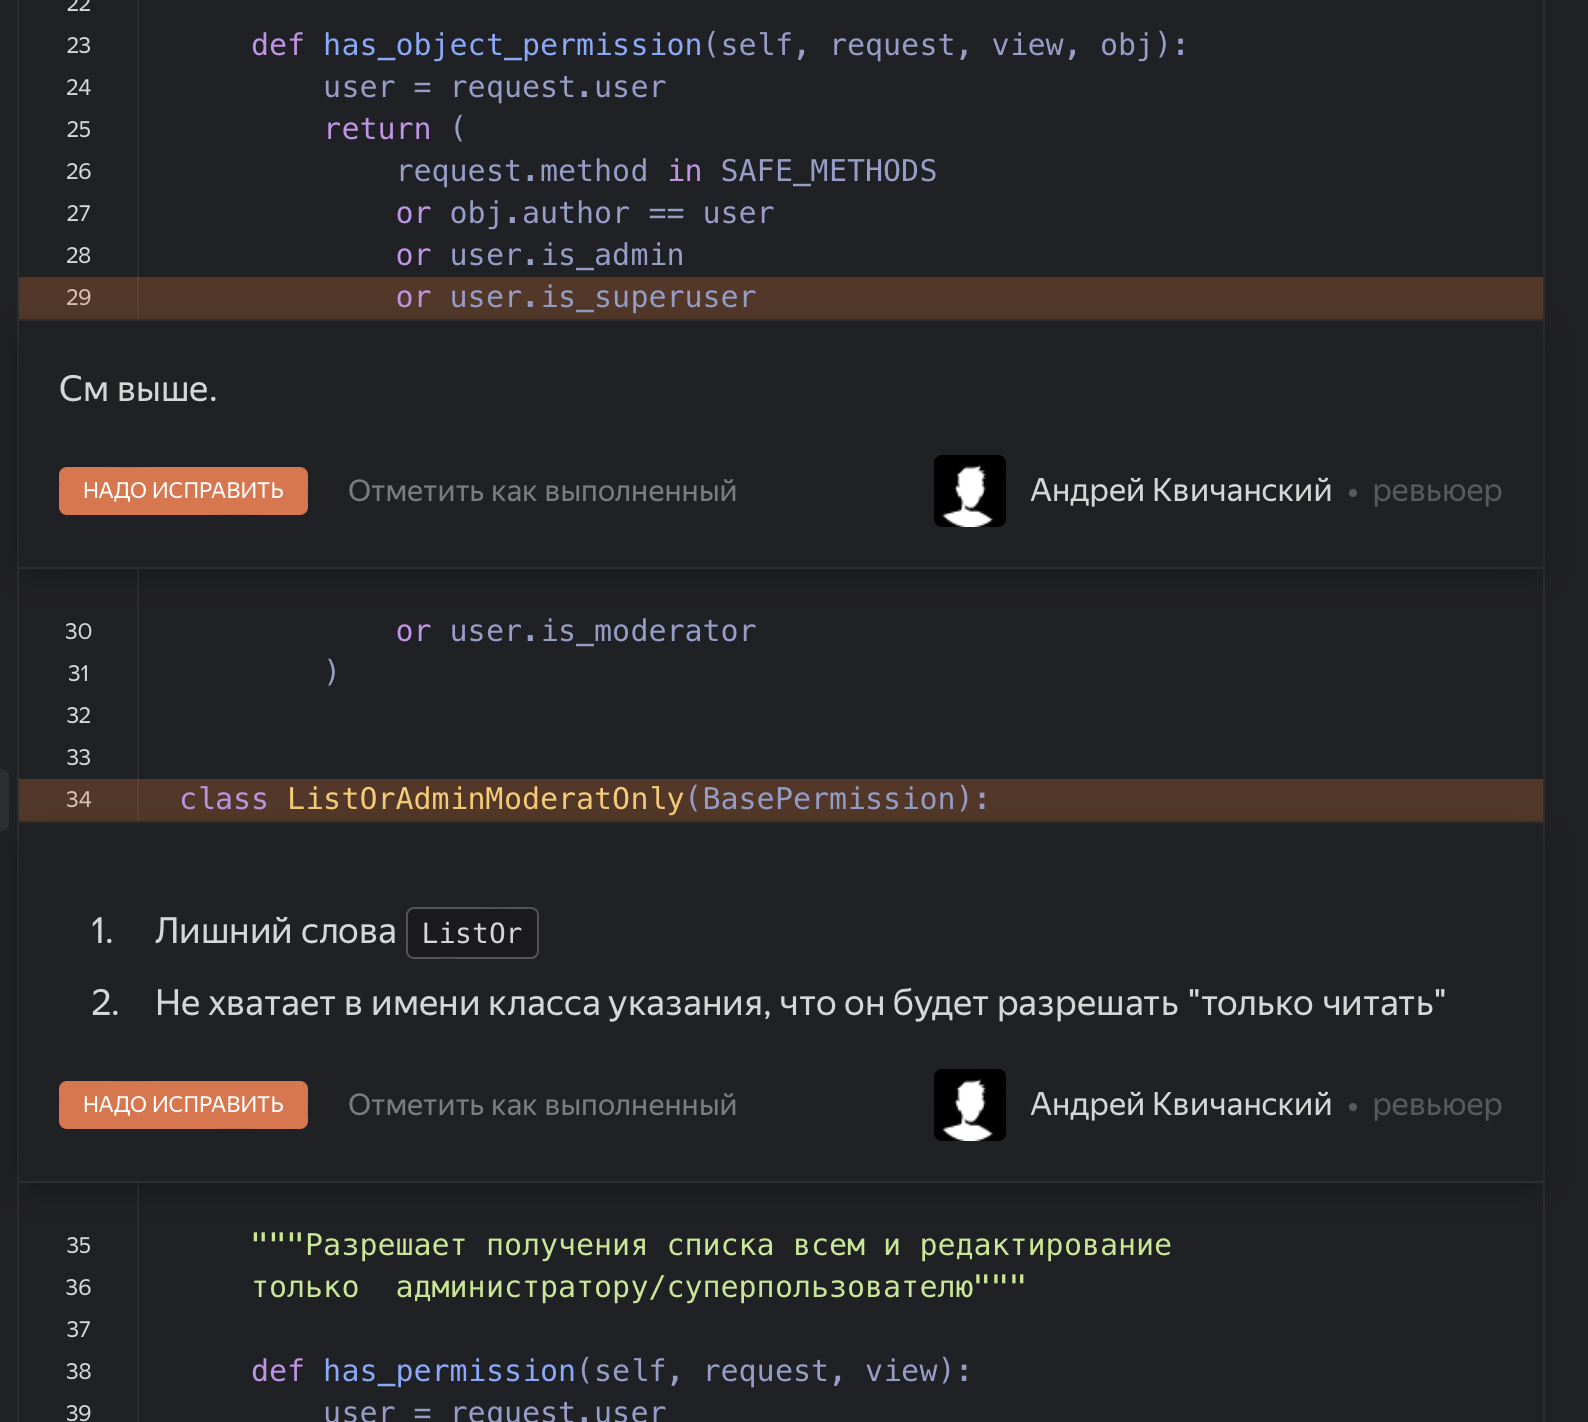 22
23 def has_object_permission(self, request, view, obj):
24 user = request.user
25 return (
26 request.method in SAFE_METHODS
27 or obj.author == user
28 or user.is_admin
29 or user.is_superuser
См выше.
НАДО ИСПРАВИТЬ Отметить как выполненный Андрей Квичанский • ревьюер
30 or user.is_moderator
31 )
32
33
34 class ListOrAdminModeratOnly(BasePermission):
1. Лишний слова ListOr
2. Не хватает в имени класса указания, что он будет разрешать "только читать"
НАДО ИСПРАВИТЬ Отметить как выполненный Андрей Квичанский • ревьюер
35 """Разрешает получения списка всем и редактирование
36 только  администратору/суперпользователю"""
37
38 def has_permission(self, request, view):
39 user = request.user